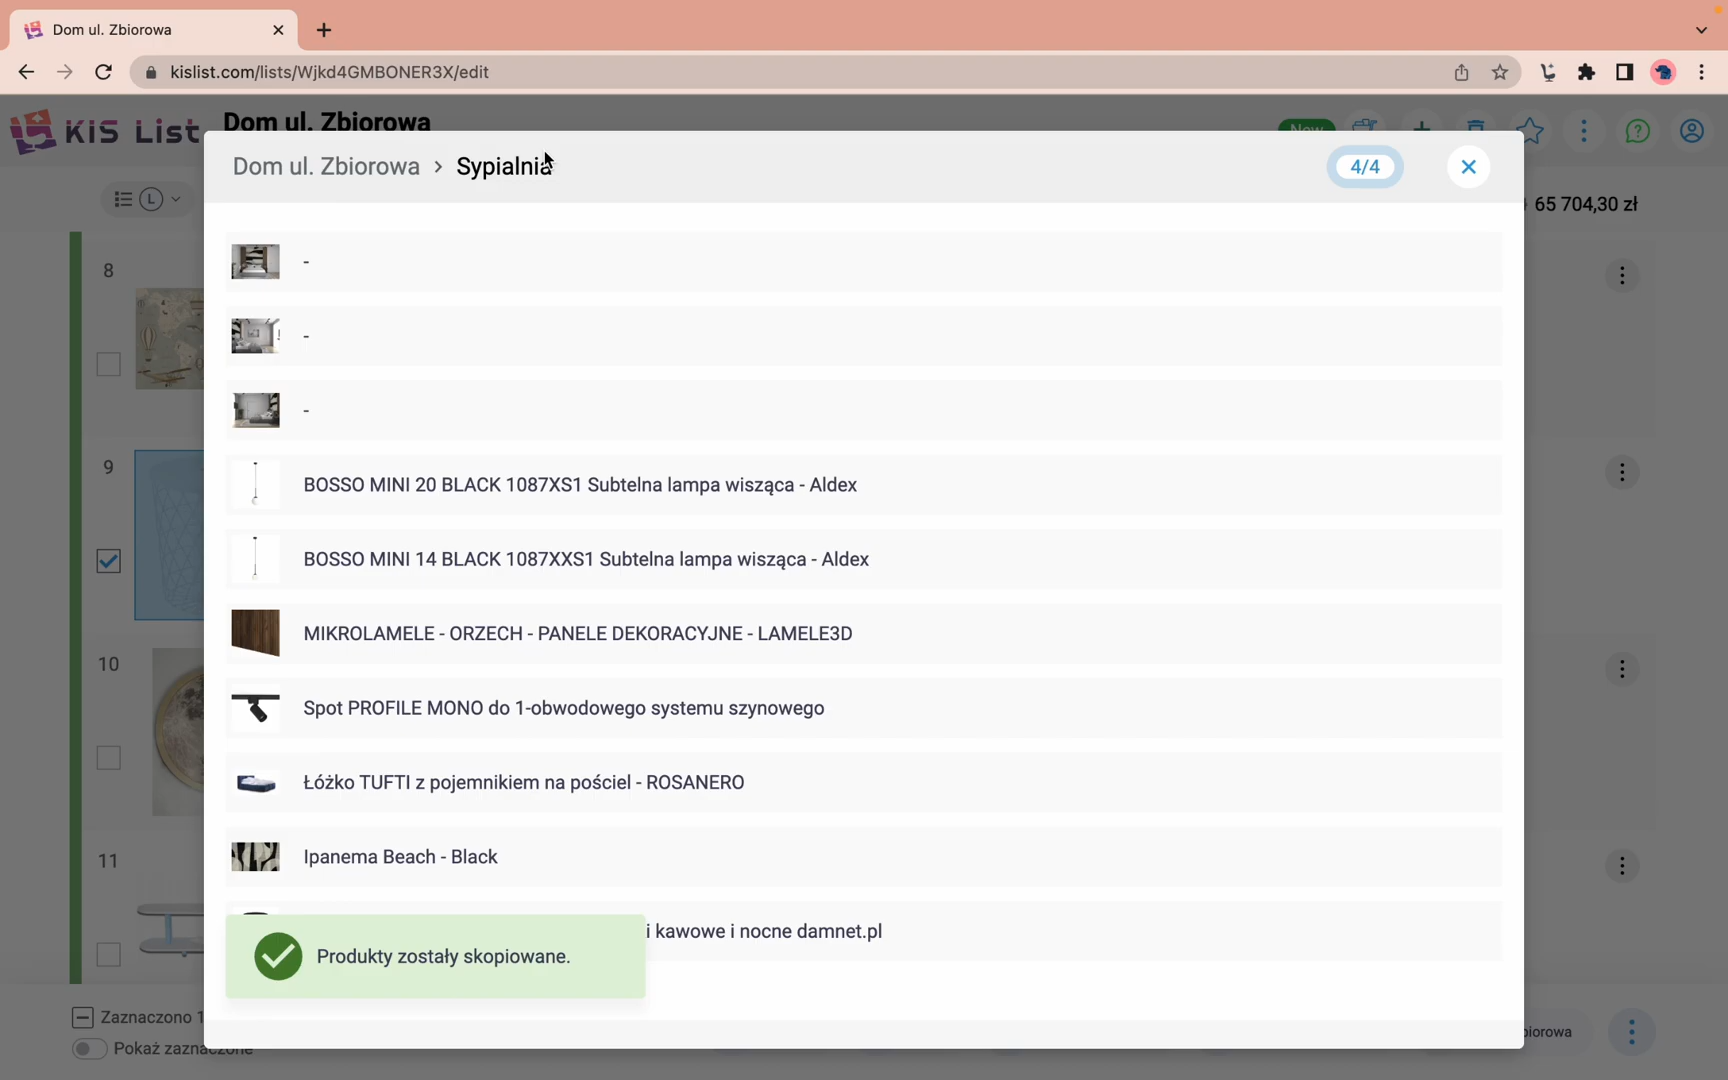 Dom ul. Zbiorowa
kislist.com/lists/Wjkd4GMBONER3X/edit
KIS List
Dom ul. Zbiorowa
New
Dom ul. Zbiorowa > Sypialnia
4/4
L
65 704,30 zł
8
-
-
-
9
BOSSO MINI 20 BLACK 1087XS1 Subtelna lampa wisząca - Aldex
BOSSO MINI 14 BLACK 1087XXS1 Subtelna lampa wisząca - Aldex
MIKROLAMELE - ORZECH - PANELE DEKORACYJNE - LAMELE3D
10
Spot PROFILE MONO do 1-obwodowego systemu szynowego
Łóżko TUFTI z pojemnikiem na pościel - ROSANERO
11
Ipanema Beach - Black
i kawowe i nocne damnet.pl
Produkty zostały skopiowane.
Zaznaczono 1
biorowa
Pokaż zaznaczone